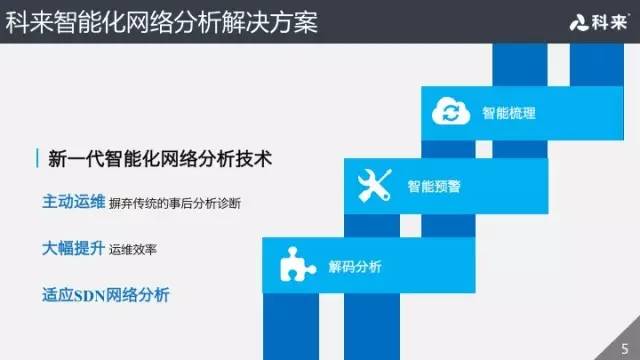 科来智能化网络分析解决方案
科来
智能梳理
新一代智能化网络分析技术
智能预警
主动运维 摒弃传统的事后分析诊断
大幅提升 运维效率
解码分析
适应SDN网络分析
5